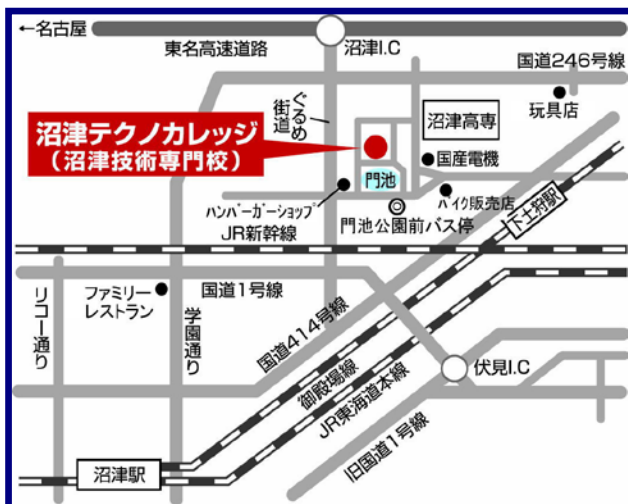 ←名古屋
東名高速道路
沼津I.C
国道246号線
玩具店
ぐるめ
街道
沼津高専
沼津テクノカレッジ
(沼津技術専門校)
国産電機
門池
バイク販売店
下土狩駅
ハンバーガーショップ
門池公園前バス停
JR新幹線
国道1号線
ファミリー
レストラン
リコー通り
学園通り
国道414号線
御殿場線
JR東海道本線
伏見I.C
旧国道1号線
沼津駅